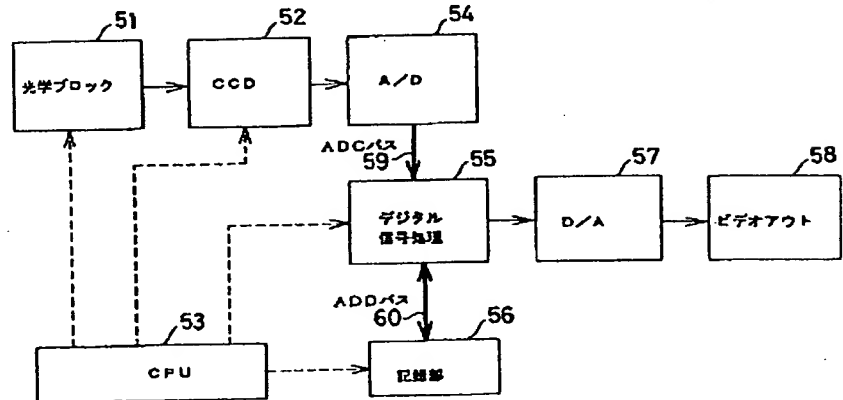 51
52
54
光学ブロック
CCD
A/D
ADCバス
59
55
57
58
デジタル
信号処理
D/A
ビデオアウト
ADDバス
60
53
56
CPU
記録部